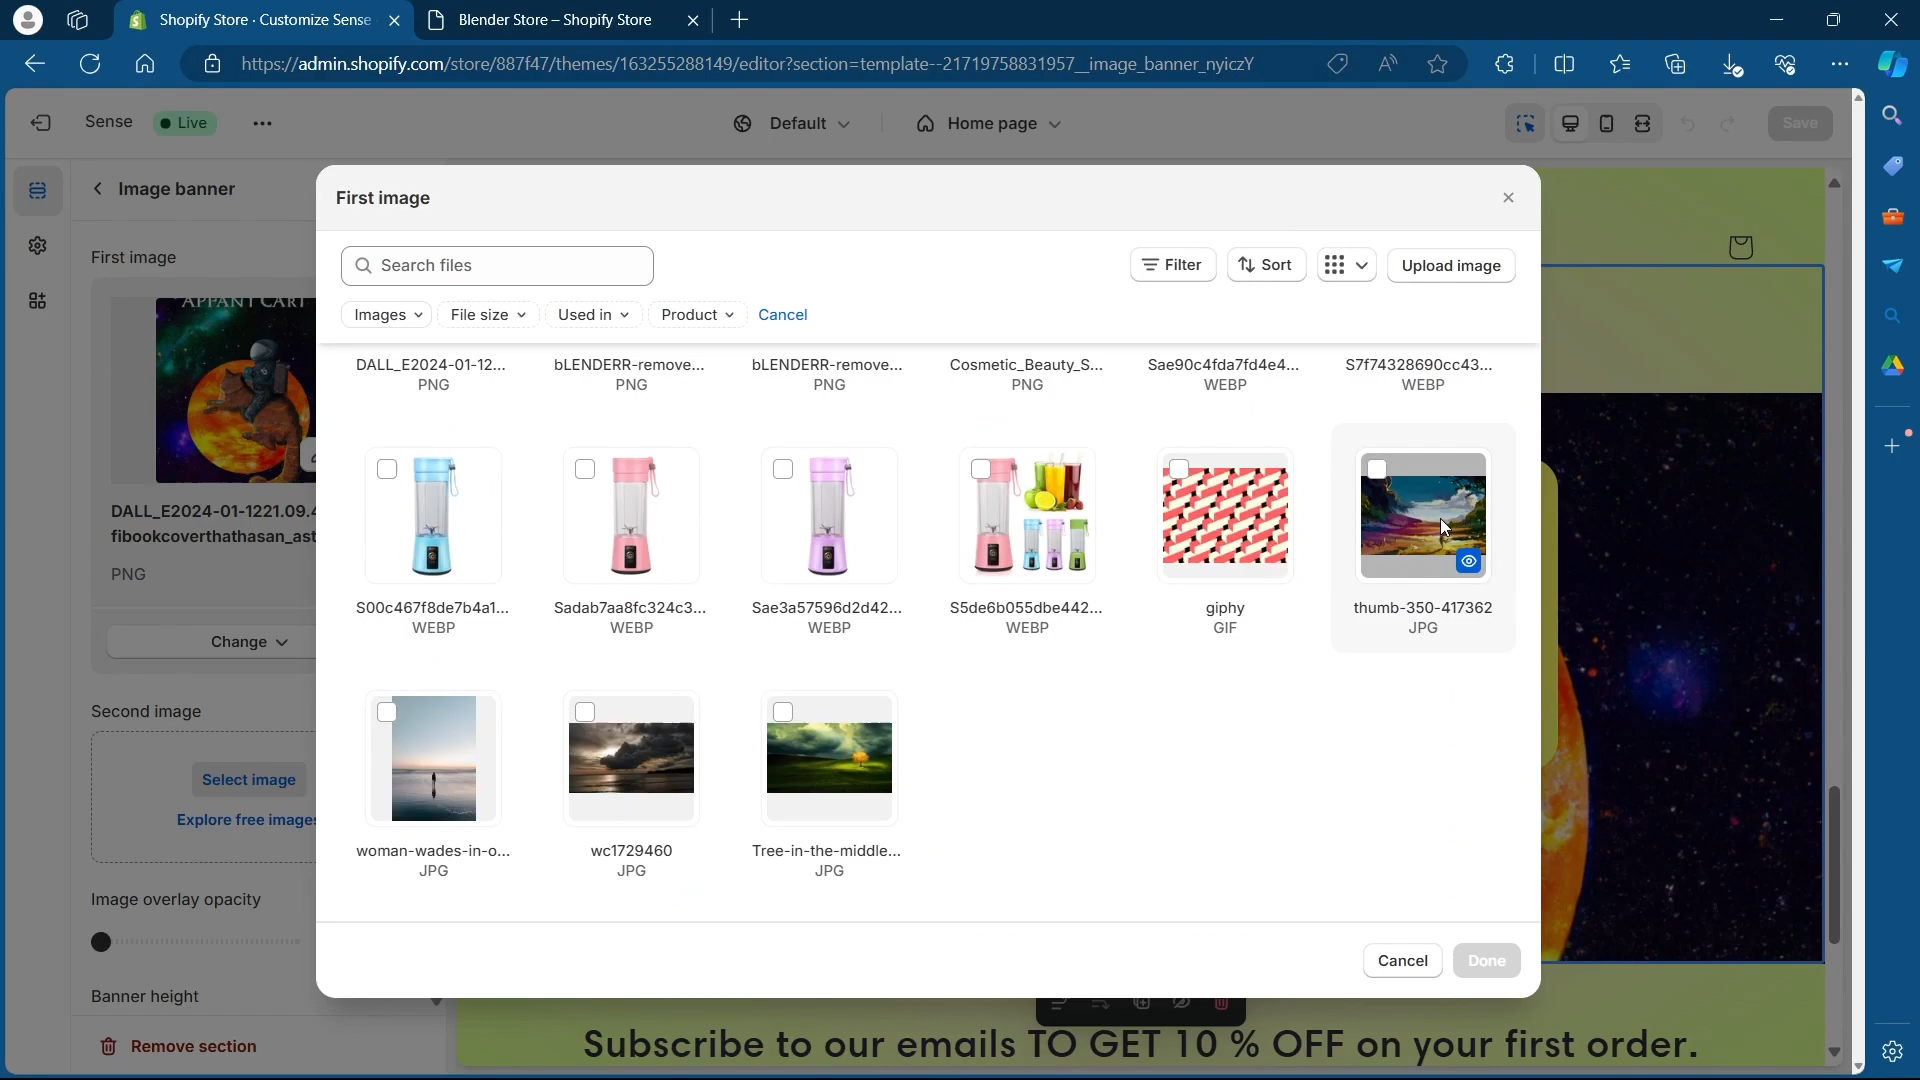 Shopify Store · Customize Sense
Blender Store – Shopify Store
https://admin.shopify.com/store/887f47/themes/163255288149/editor?section=template--21719758831957__image_banner_nyiczY
Sense
Live
Default
Home page
Save
Image banner
First image
APPANT CART
DALL_E2024-01-1221.09.4
fibookcoverthathasan_ast
PNG
Change
Second image
Select image
Explore free images
Image overlay opacity
Banner height
Remove section
First image
Search files
Filter
Sort
Upload image
Images
File size
Used in
Product
Cancel
DALL_E2024-01-12...
PNG
bLENDERR-remove...
PNG
bLENDERR-remove...
PNG
Cosmetic_Beauty_S...
PNG
Sae90c4fda7fd4e4...
WEBP
S7f74328690cc43...
WEBP
S00c467f8de7b4a1...
WEBP
Sadab7aa8fc324c3...
WEBP
Sae3a57596d2d42...
WEBP
S5de6b055dbe442...
WEBP
giphy
GIF
thumb-350-417362
JPG
woman-wades-in-o...
JPG
wc1729460
JPG
Tree-in-the-middle...
JPG
Cancel
Done
Subscribe to our emails TO GET 10 % OFF on your first order.